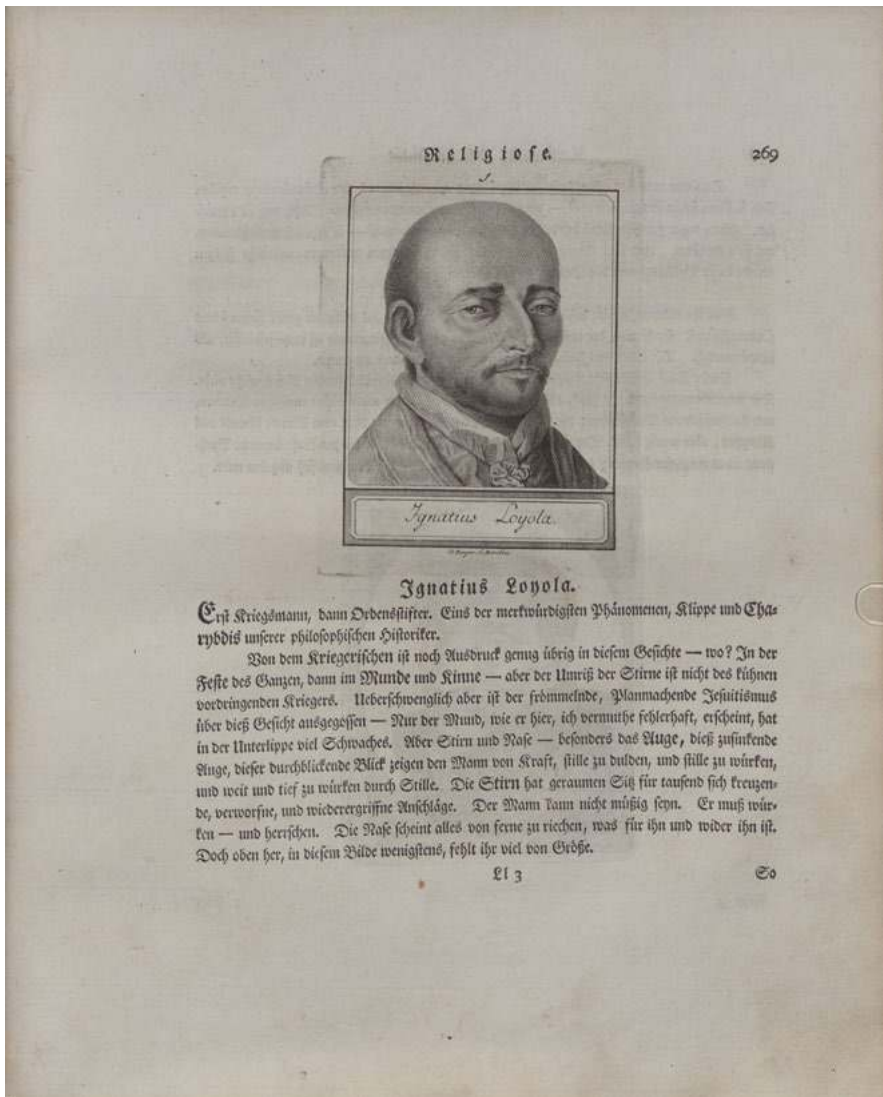 Religiose.
269
1.
Ignatius Loyola.
Ignatius Loyola.
Erst Kriegsmann, dann Ordensstifter. Eins der merkwürdigsten Phänomenen, Klippe und Cha-
rybdis unserer philosophischen Historiker.
Von dem Kriegerischen ist noch Ausdruck genug übrig in diesem Gesichte — wo? In der
Feste des Ganzen, dann im Munde und Kinne — aber der Umriß der Stirne ist nicht des kühnen
vordringenden Kriegers. Ueberschwenglich aber ist der frömmelnde, Planmachende Jesuitismus
über dieß Gesicht ausgegossen — Nur der Mund, wie er hier, ich vermuthe fehlerhaft, erscheint, hat
in der Unterlippe viel Schwaches. Aber Stirn und Nase — besonders das Auge, dieß zusinkende
Auge, dieser durchblickende Blick zeigen den Mann von Kraft, stille zu dulden, und stille zu würken,
und weit und tief zu würken durch Stille. Die Stirn hat geraumen Sitz für tausend sich kreuzen-
de, verworfne, und wiederergriffne Anschläge. Der Mann kann nicht müßig seyn. Er muß wür-
ken — und herrschen. Die Nase scheint alles von ferne zu riechen, was für ihn und wider ihn ist.
Doch oben her, in diesem Bilde wenigstens, fehlt ihr viel von Größe.
Ll 3
So